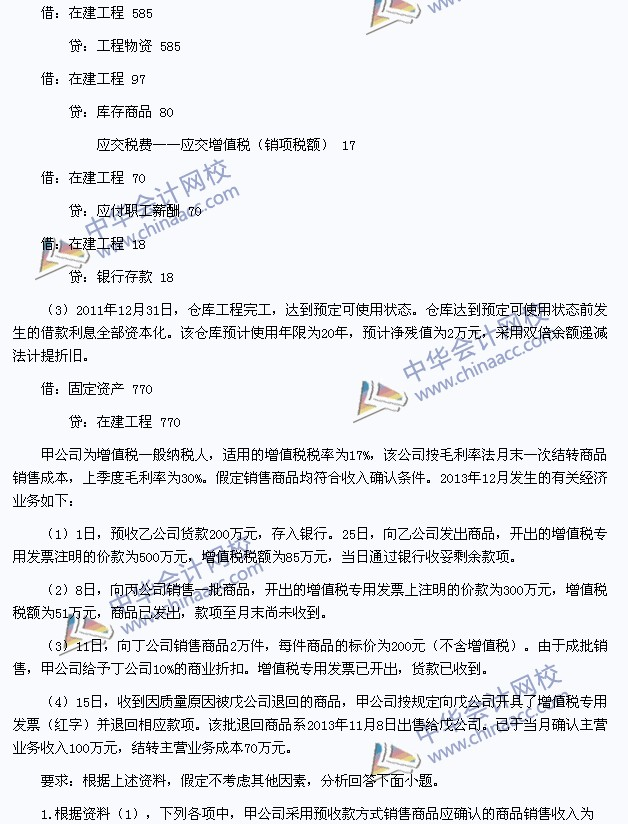 借：在建工程 585
贷：工程物资 585
借：在建工程 97
贷：库存商品 80
应交税费——应交增值税（销项税额） 17
借：在建工程 70
贷：应付职工薪酬 70
借：在建工程 18
贷：银行存款 18
（3）2011年12月31日，仓库工程完工，达到预定可使用状态。仓库达到预定可使用状态前发
生的借款利息全部资本化。该仓库预计使用年限为20年，预计净残值为2万元，采用双倍余额递减
法计提折旧。
借：固定资产 770
贷：在建工程 770
甲公司为增值税一般纳税人，适用的增值税税率为17%，该公司按毛利率法月末一次结转商品
销售成本，上季度毛利率为30%。假定销售商品均符合收入确认条件。2013年12月发生的有关经济
业务如下：
（1）1日，预收乙公司货款200万元，存入银行。25日，向乙公司发出商品，开出的增值税专
用发票注明的价款为500万元，增值税税额为85万元，当日通过银行收妥剩余款项。
（2）8日，向丙公司销售一批商品，开出的增值税专用发票上注明的价款为300万元，增值税
税额为51万元，商品已发出，款项至月末尚未收到。
（3）11日，向丁公司销售商品2万件，每件商品的标价为200元（不含增值税）。由于成批销
售，甲公司给予丁公司10%的商业折扣。增值税专用发票已开出，货款已收到。
（4）15日，收到因质量原因被戊公司退回的商品，甲公司按规定向戊公司开具了增值税专用
发票（红字）并退回相应款项。该批退回商品系2013年11月8日出售给戊公司。已于当月确认主营
业务收入100万元，结转主营业务成本70万元。
要求：根据上述资料，假定不考虑其他因素，分析回答下面小题。
1.根据资料（1），下列各项中，甲公司采用预收款方式销售商品应确认的商品销售收入为
中华会计网校
www.chinaacc.com
中华会计网校
www.chinaacc.com
中华会计网校
www.chinaacc.com
中华会计网校
www.chinaacc.com